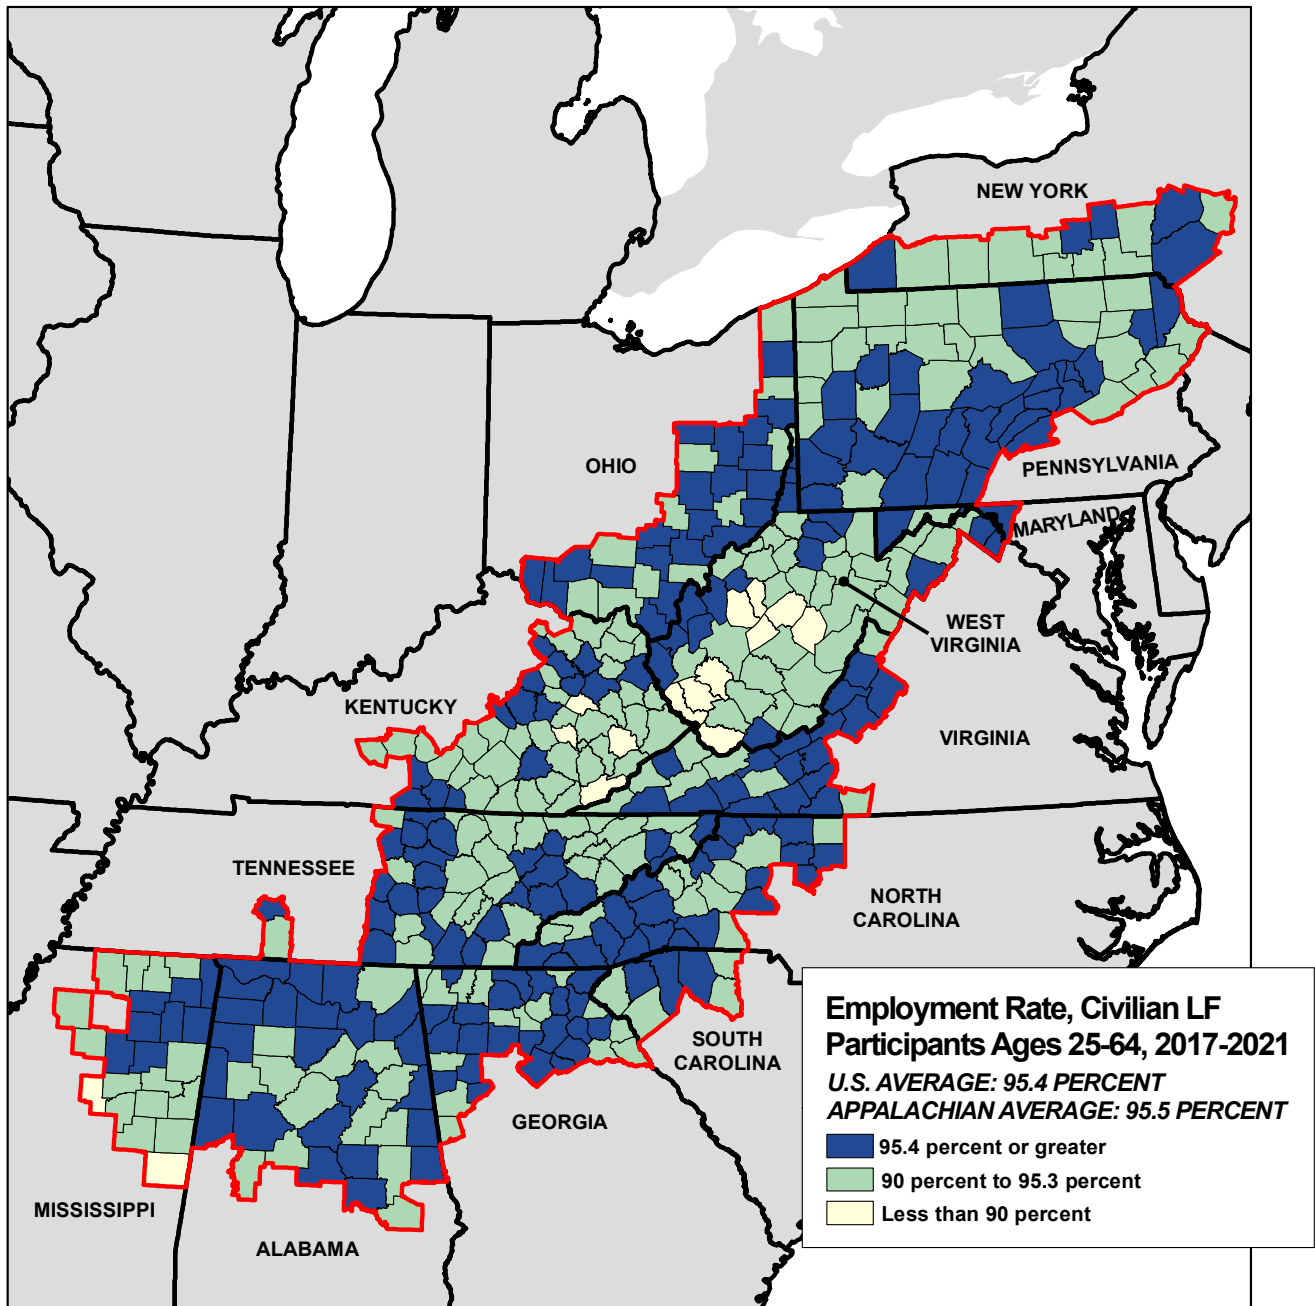 NEW YORK
OHIO
PENNSYLVANIA
MARYLAND
WEST
VIRGINIA
KENTUCKY
VIRGINIA
TENNESSEE
NORTH
CAROLINA
SOUTH
CAROLINA
GEORGIA
MISSISSIPPI
ALABAMA
Employment Rate, Civilian LF
Participants Ages 25-64, 2017-2021
U.S. AVERAGE: 95.4 PERCENT
APPALACHIAN AVERAGE: 95.5 PERCENT
95.4 percent or greater
90 percent to 95.3 percent
Less than 90 percent